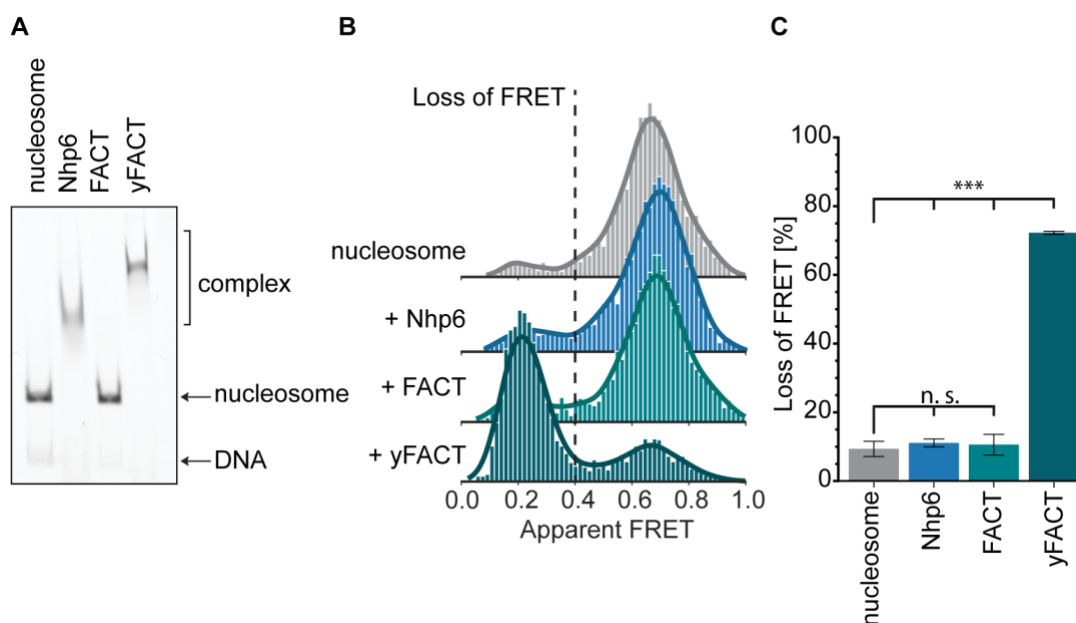 A
nucleosome
Nhp6
FACT
yFACT
complex
nucleosome
DNA
B
Loss of FRET
nucleosome
+ Nhp6
+ FACT
+ yFACT
0.0 0.2 0.4 0.6 0.8 1.0
Apparent FRET
C
Loss of FRET [%]
100
80
60
40
20
0
***
n. s.
nucleosome
Nhp6
FACT
yFACT